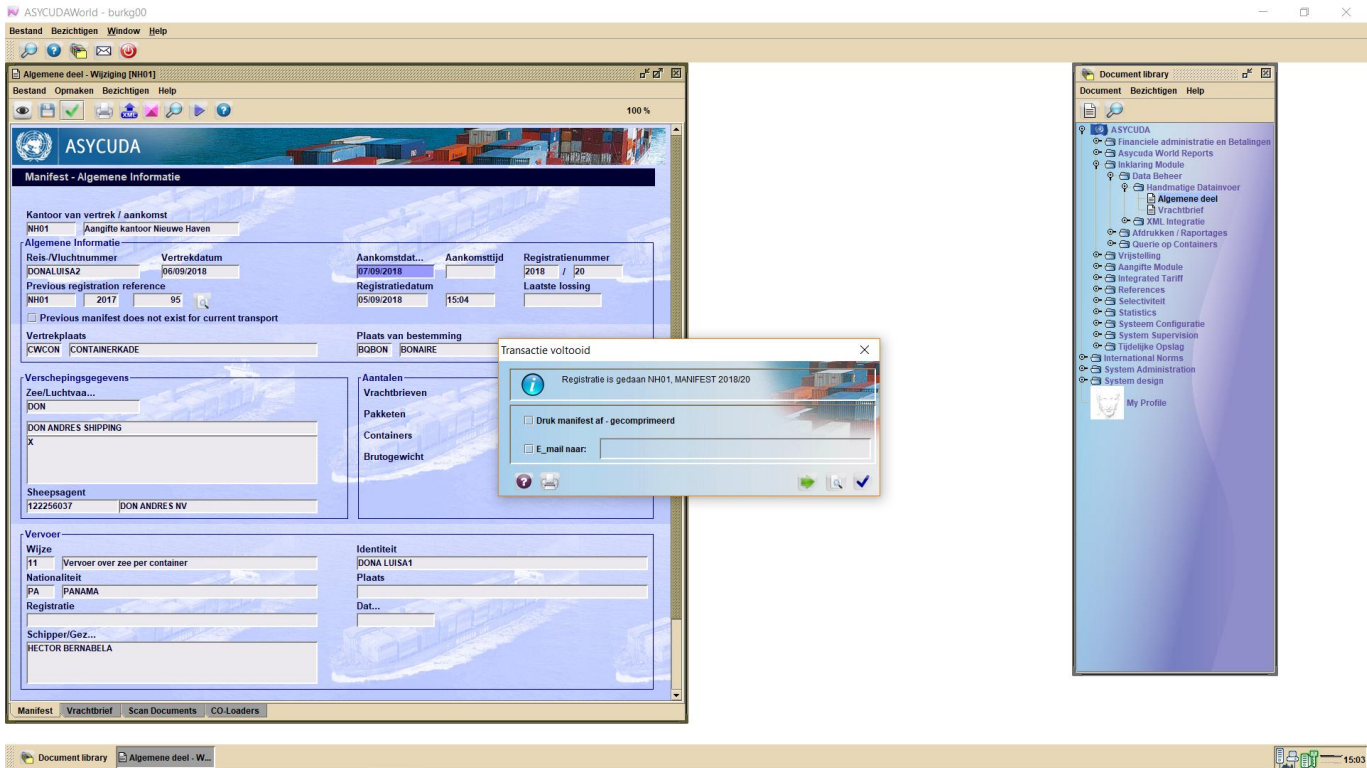 ASYCUDAWorld - burkg00
Bestand Bezichtigen Window Help
Algemene deel - Wijziging [NH01]
Bestand Opmaken Bezichtigen Help
XML
100 %
ASYCUDA
Manifest - Algemene Informatie
Kantoor van vertrek / aankomst
NH01 Aangifte kantoor Nieuwe Haven
Algemene Informatie
Reis-/Vluchtnummer Vertrekdatum Aankomstdat... Aankomsttijd Registratienummer
DONALUISA2 06/09/2018 07/09/2018 2018 / 20
Previous registration reference Registratiedatum Laatste lossing
NH01 2017 95 05/09/2018 15:04
Previous manifest does not exist for current transport
Vertrekplaats Plaats van bestemming
CWCON CONTAINERKADE BQBON BONAIRE
Verschepingsgegevens Aantalen
Zee/Luchtvaa... Vrachtbrieven
DON
Pakketen
DON ANDRES SHIPPING
Containers
X
Brutogewicht
Sheepsagent
122256037 DON ANDRES NV
Vervoer
Wijze Identiteit
11 Vervoer over zee per container DONA LUISA1
Nationaliteit Plaats
PA PANAMA
Registratie Dat...
Schipper/Gez...
HECTOR BERNABELA
Manifest Vrachtbrief Scan Documents CO-Loaders
Transactie voltooid
Registratie is gedaan NH01, MANIFEST 2018/20
Druk manifest af - gecomprimeerd
E_mail naar:
Document library
Document Bezichtigen Help
ASYCUDA
Financiele administratie en Betalingen
Asycuda World Reports
Inklaring Module
Data Beheer
Handmatige Datainvoer
Algemene deel
Vrachtbrief
XML Integratie
Afdrukken / Raportages
Querie op Containers
Vrijstelling
Aangifte Module
Integrated Tariff
References
Selectiviteit
Statistics
Systeem Configuratie
System Supervision
Tijdelijke Opslag
International Norms
System Administration
System design
My Profile
Document library Algemene deel - W...
15:03